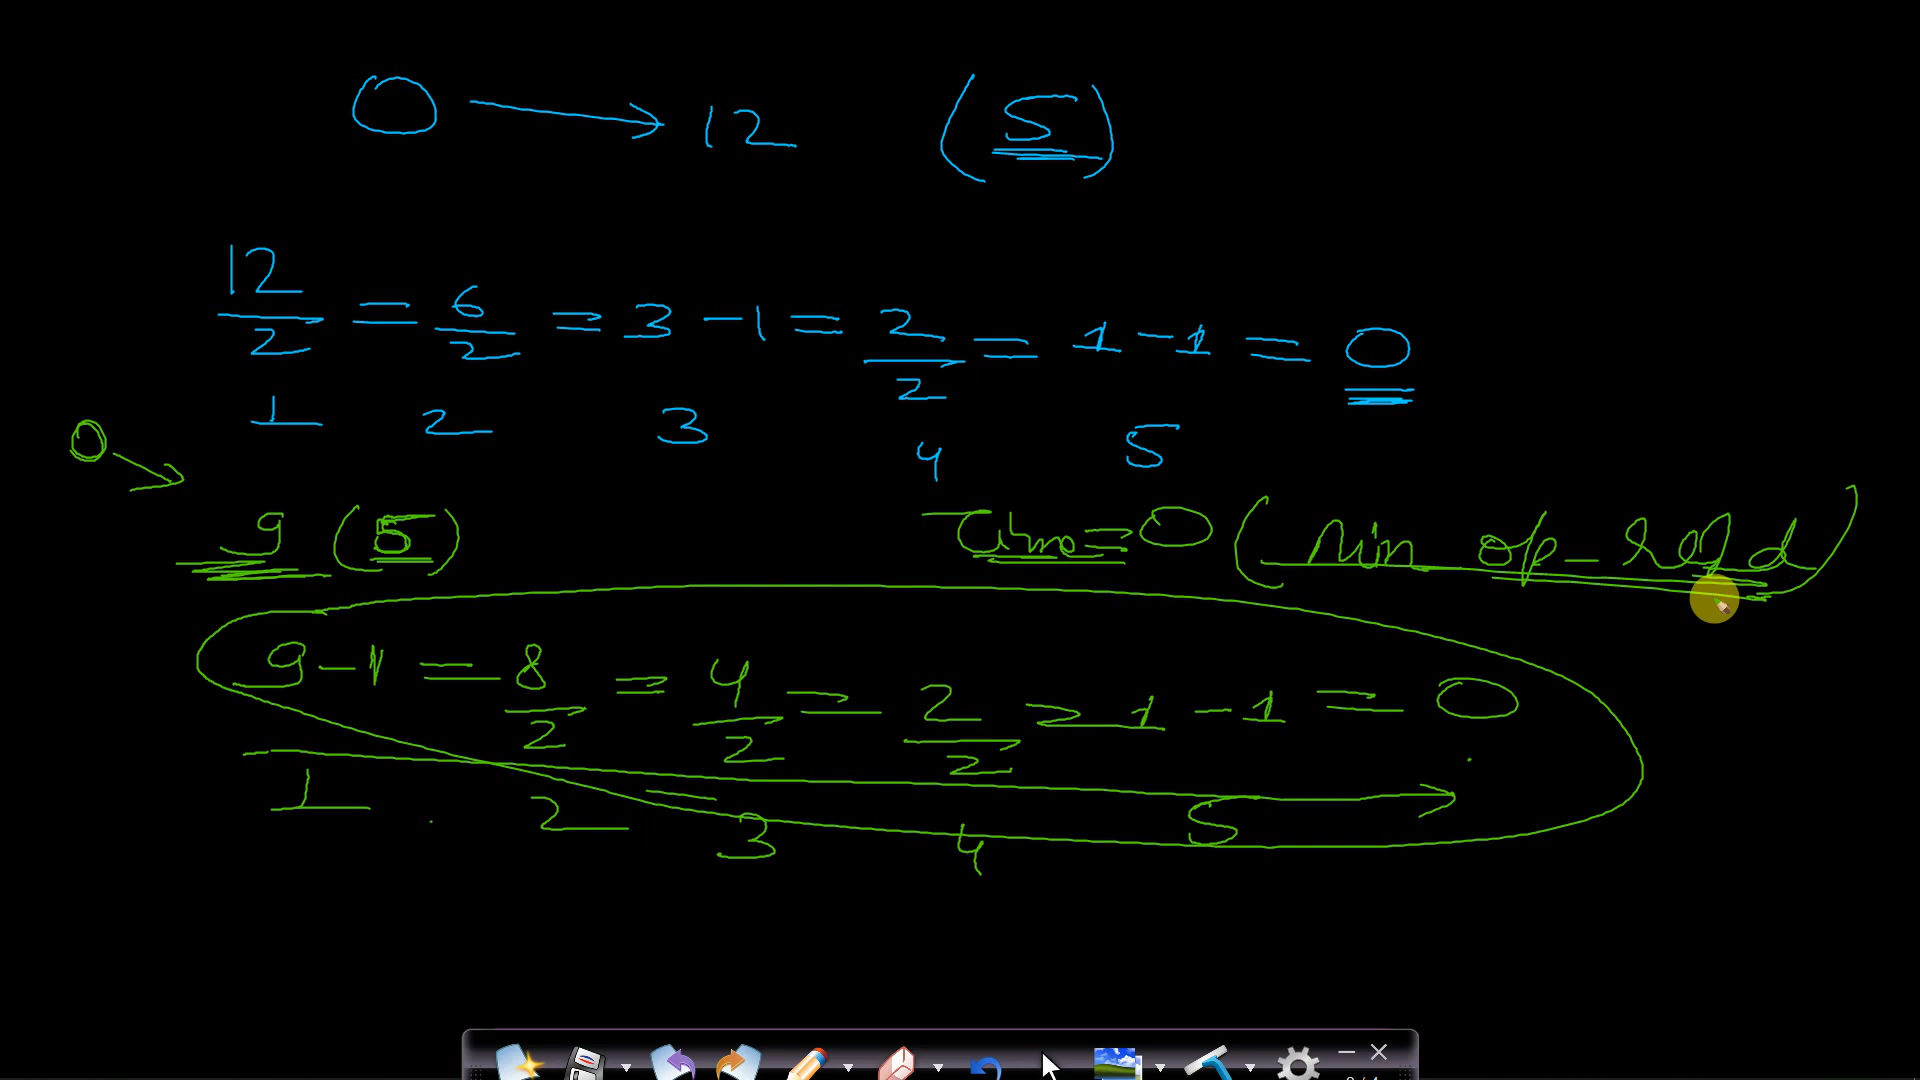 0 → 12 (5)
12/2 = 6/2 = 3 - 1 = 2/2 = 1 - 1 = 0
1 2 3 4 5
0 →
9 (5) = 0 (Min op- reqd)
9 - 1 = 8/2 = 4/2 = 2/2 = 1 - 1 = 0
1 2 3 4 5